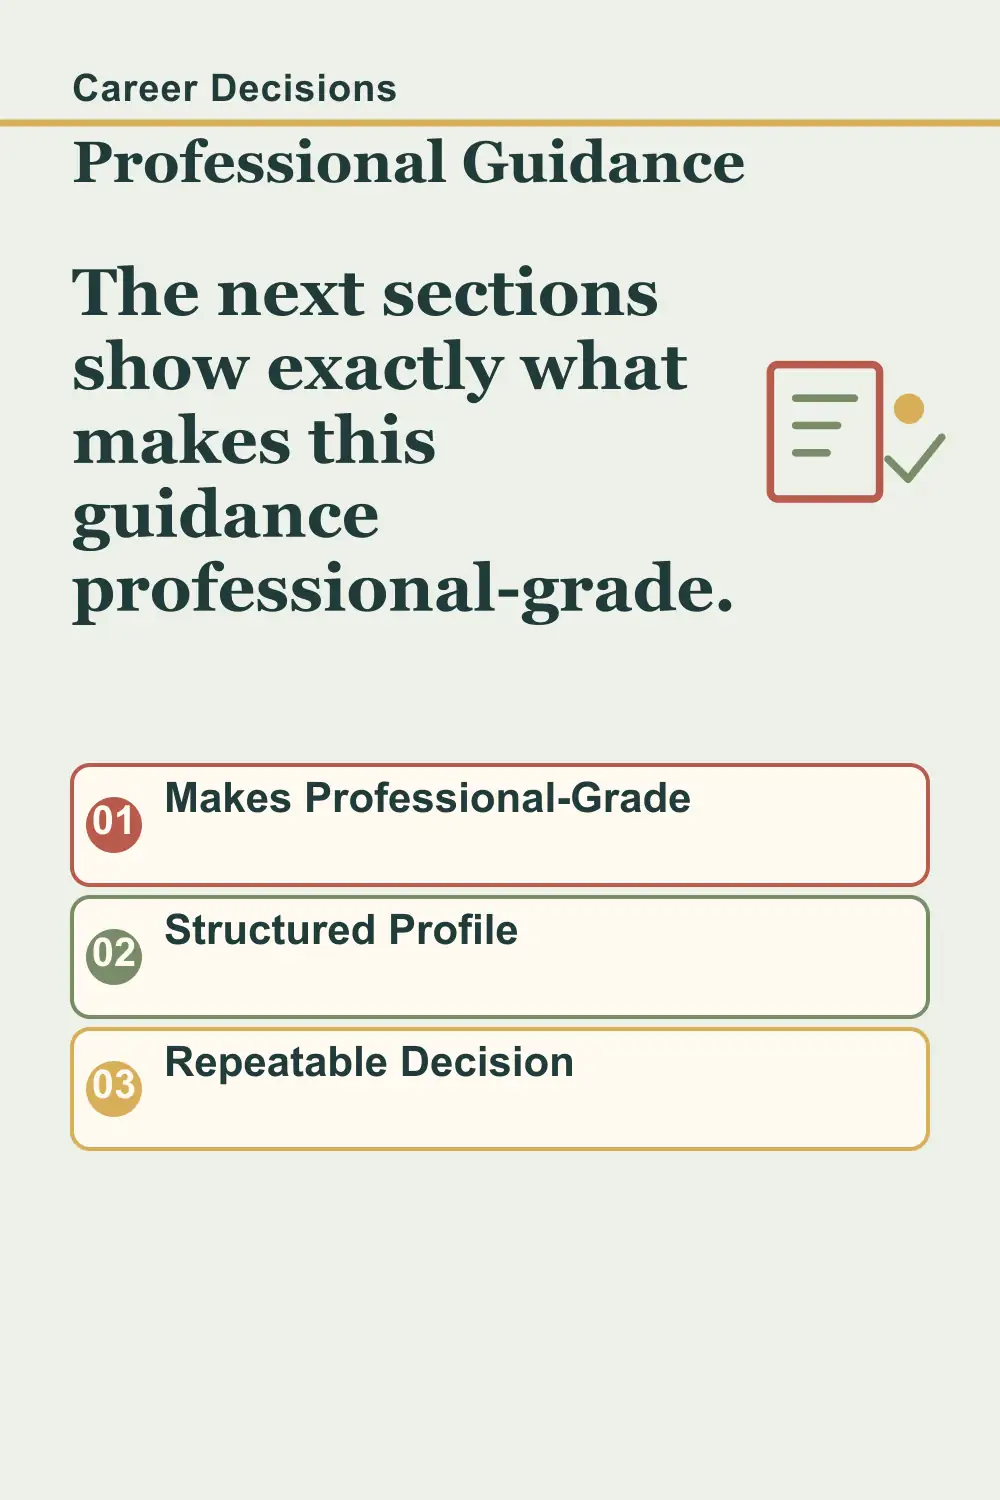 Career Decisions
Professional Guidance
The next sections
show exactly what
makes this
guidance
professional-grade.
01
Makes Professional-Grade
02
Structured Profile
03
Repeatable Decision